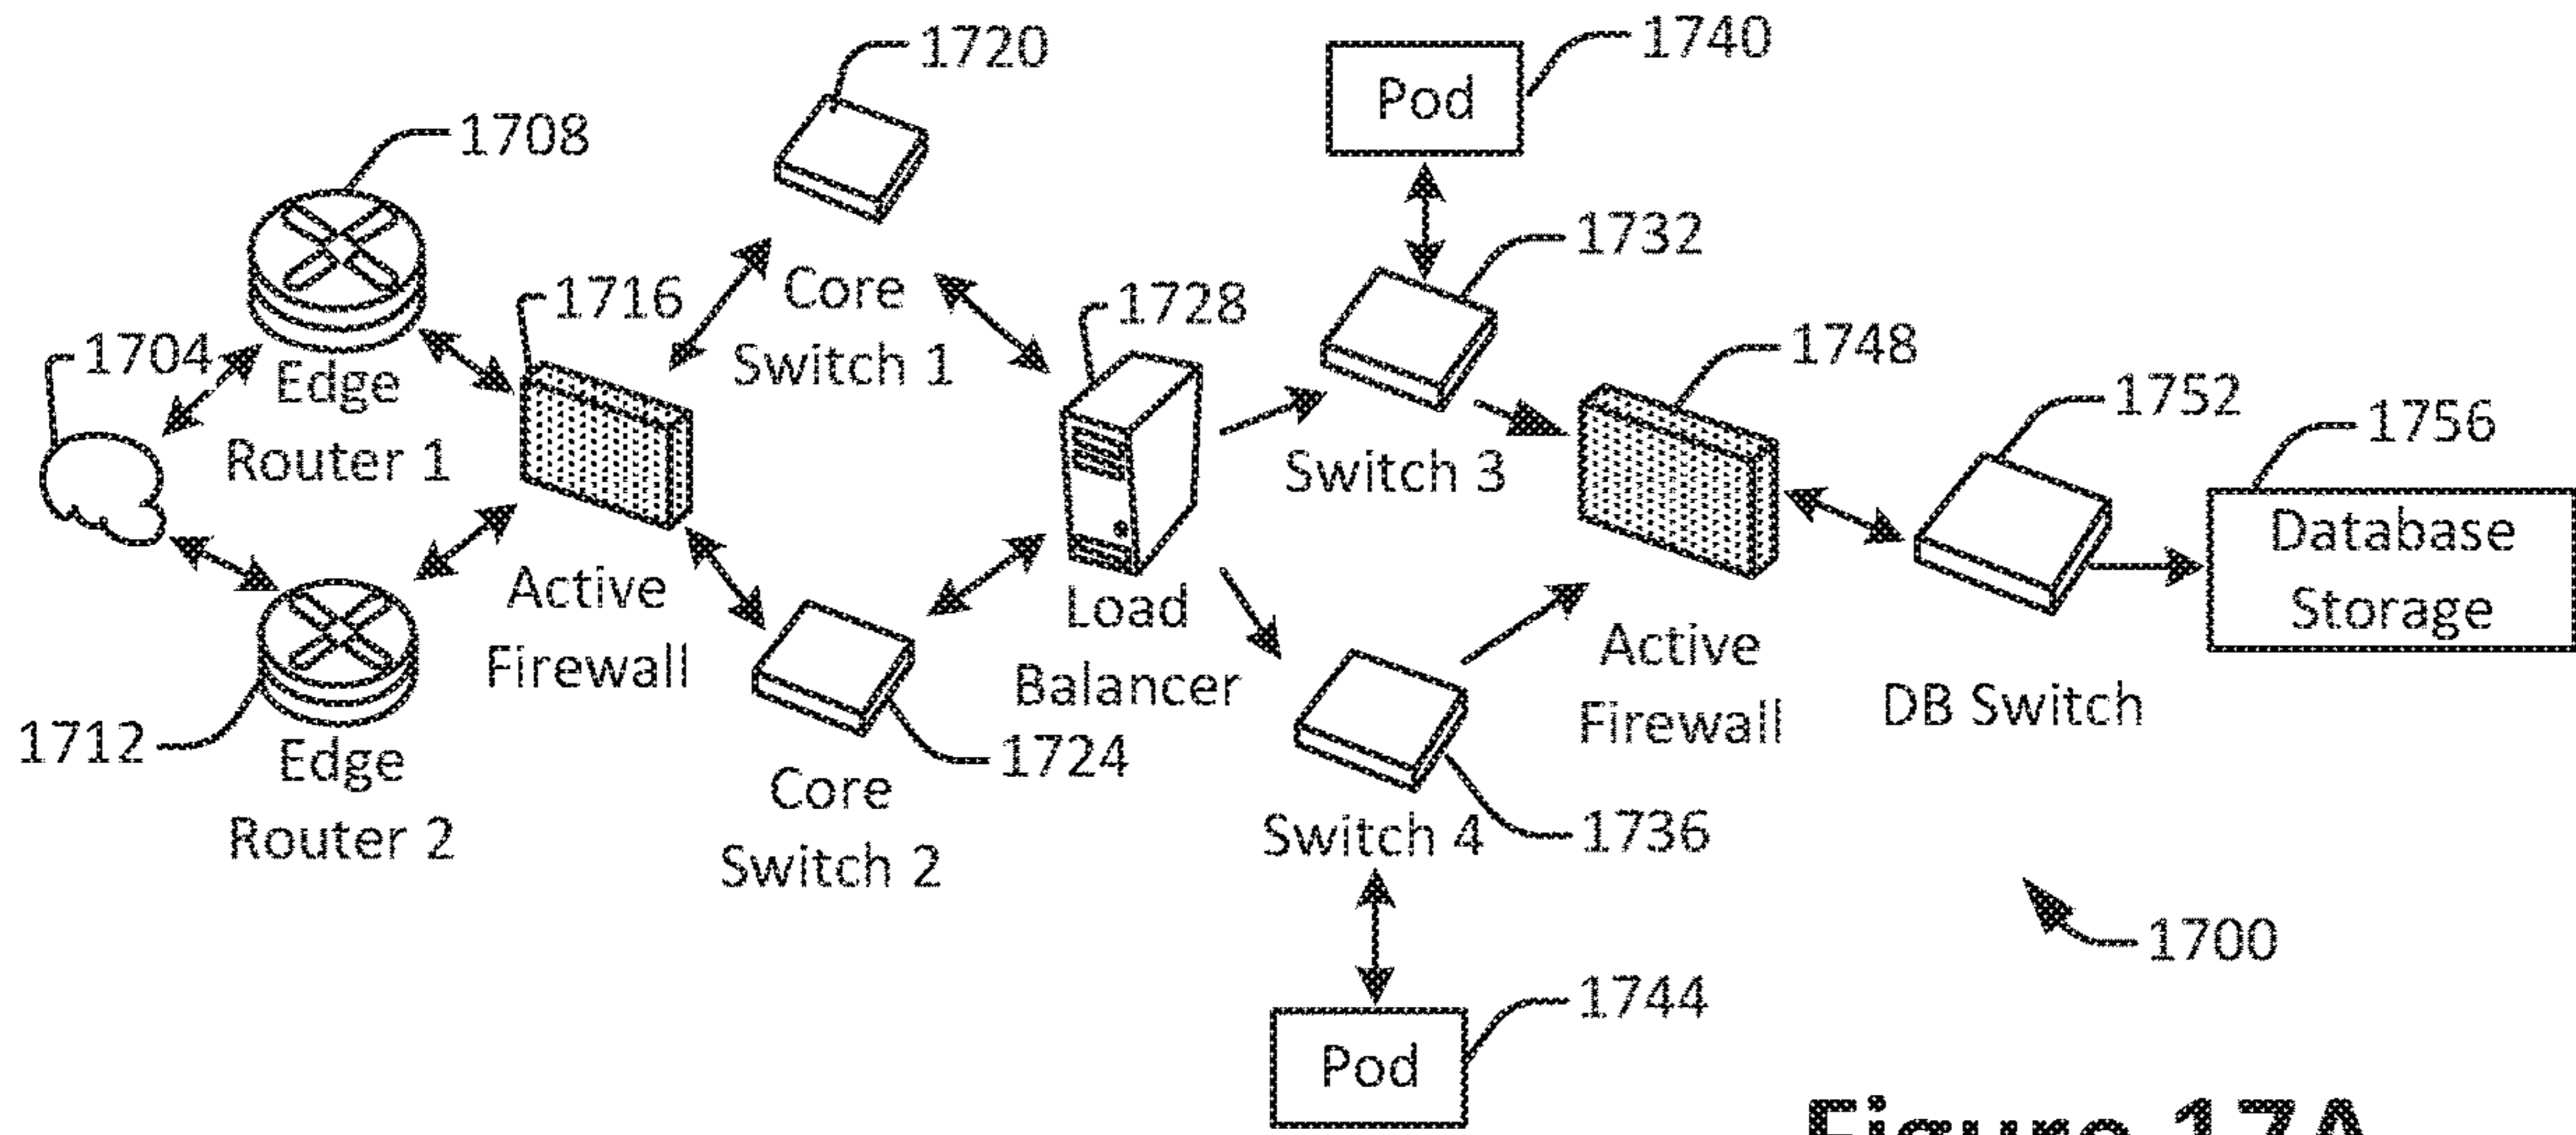 1720
1740
Pod
1708
1732
1716
Core
Switch 1
1728
1748
1704
Edge
Router 1
1752
1756
Switch 3
Database
Storage
Active
Firewall
Load
Balancer
Active
Firewall
DB Switch
1712
Edge
Router 2
1724
Core
Switch 2
Switch 4
1736
1700
1744
Pod
Figure 17A